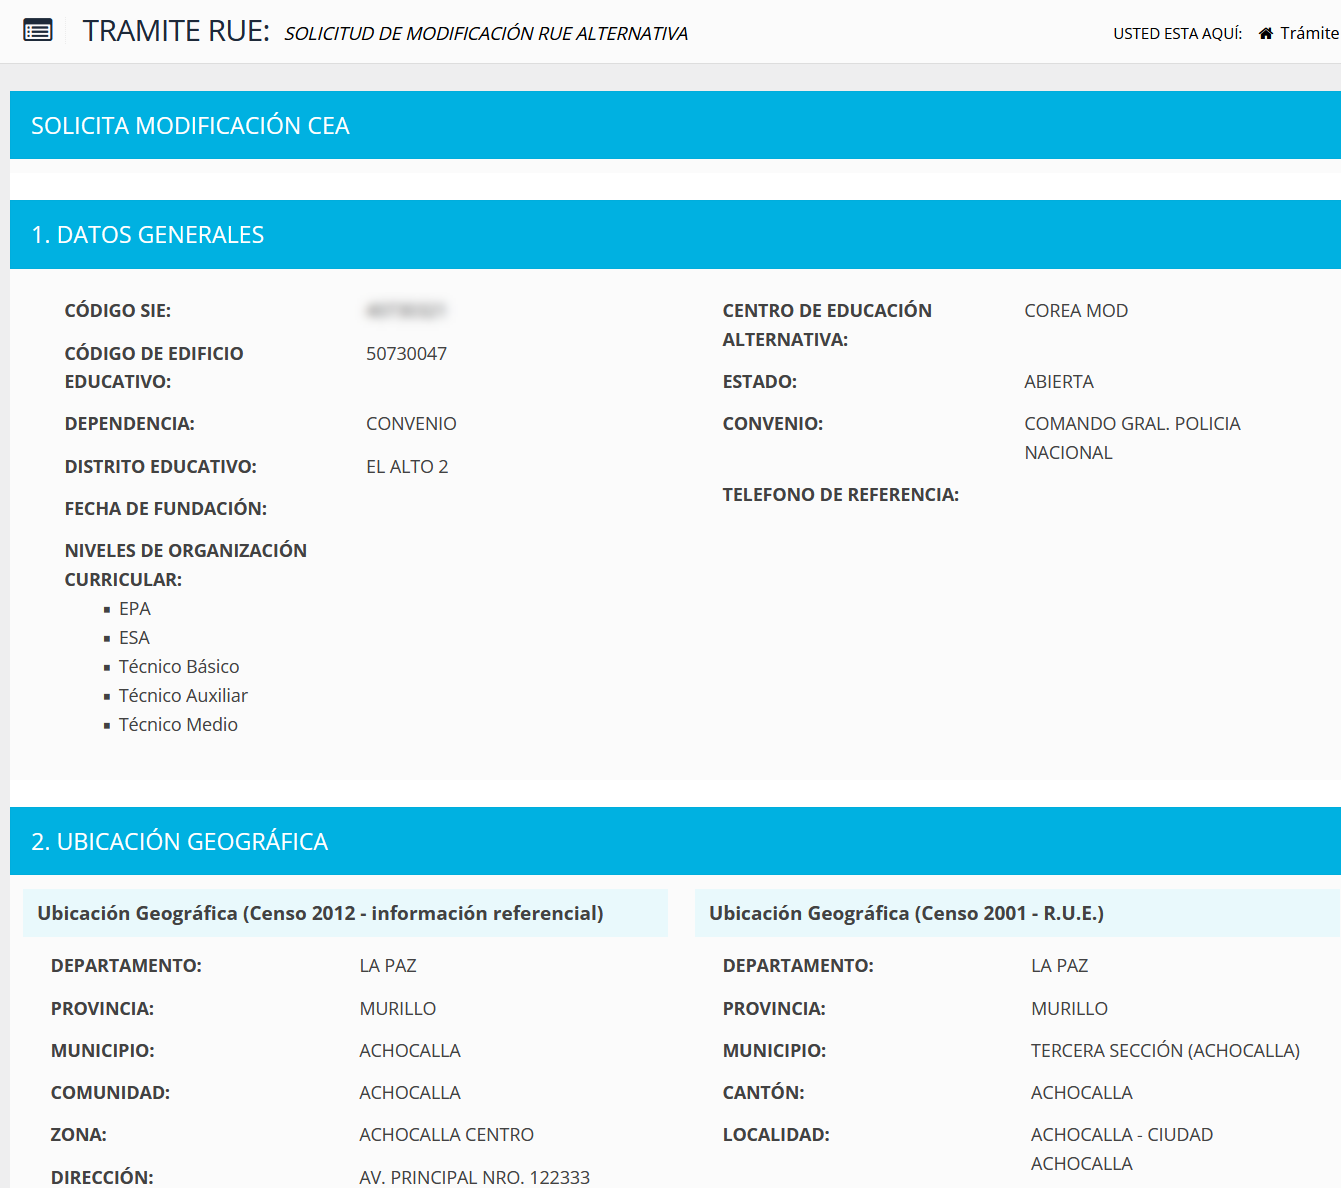 TRAMITE RUE: SOLICITUD DE MODIFICACIÓN RUE ALTERNATIVA
USTED ESTA AQUÍ: Trámite
SOLICITA MODIFICACIÓN CEA
1. DATOS GENERALES
CÓDIGO SIE:
CÓDIGO DE EDIFICIO
EDUCATIVO:
50730047
DEPENDENCIA: CONVENIO
DISTRITO EDUCATIVO: EL ALTO 2
FECHA DE FUNDACIÓN:
NIVELES DE ORGANIZACIÓN
CURRICULAR:
EPA
ESA
Técnico Básico
Técnico Auxiliar
Técnico Medio
CENTRO DE EDUCACIÓN
ALTERNATIVA:
COREA MOD
ESTADO: ABIERTA
CONVENIO: COMANDO GRAL. POLICIA
NACIONAL
TELEFONO DE REFERENCIA:
2. UBICACIÓN GEOGRÁFICA
Ubicación Geográfica (Censo 2012 - información referencial)
DEPARTAMENTO: LA PAZ
PROVINCIA: MURILLO
MUNICIPIO: ACHOCALLA
COMUNIDAD: ACHOCALLA
ZONA: ACHOCALLA CENTRO
DIRECCIÓN: AV. PRINCIPAL NRO. 122333
Ubicación Geográfica (Censo 2001 - R.U.E.)
DEPARTAMENTO: LA PAZ
PROVINCIA: MURILLO
MUNICIPIO: TERCERA SECCIÓN (ACHOCALLA)
CANTÓN: ACHOCALLA
LOCALIDAD: ACHOCALLA - CIUDAD
ACHOCALLA